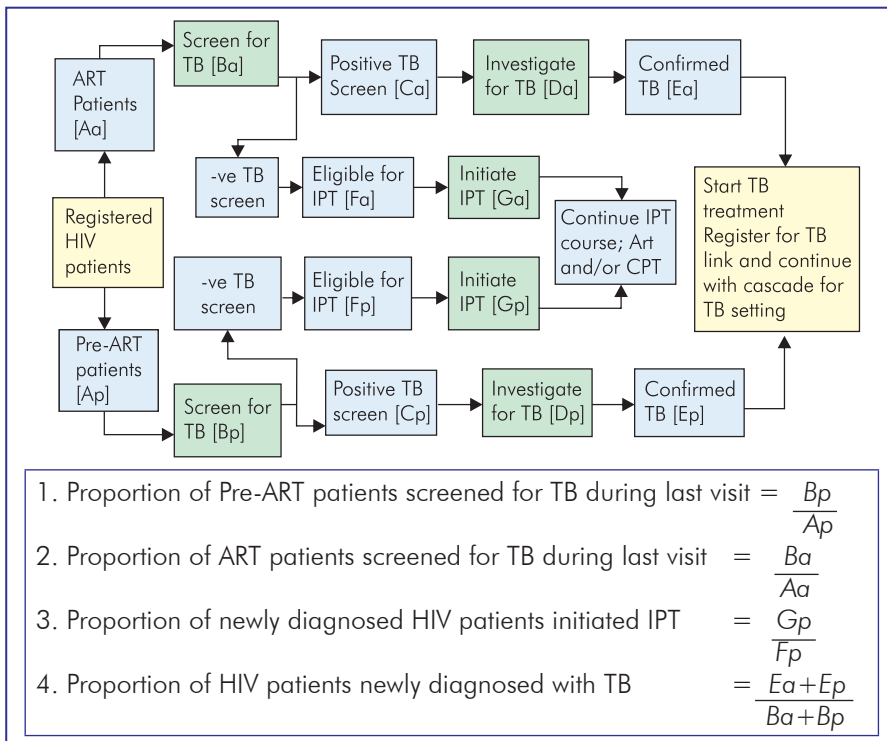 Screen for
TB [Ba]
ART
Patients
[Aa]
Positive TB
Screen [Ca]
Investigate
for TB [Da]
Confirmed
TB [Ea]
-ve TB
screen
Eligible for
IPT [Fa]
Initiate
IPT [Ga]
Registered
HIV
patients
Continue IPT
course; Art
and/or CPT
Start TB
treatment
Register for TB
link and continue
with cascade for
TB setting
-ve TB
screen
Eligible for
IPT [Fp]
Initiate
IPT [Gp]
Pre-ART
patients
[Ap]
Screen for
TB [Bp]
Positive TB
screen [Cp]
Investigate
for TB [Dp]
Confirmed
TB [Ep]
1. Proportion of Pre-ART patients screened for TB during last visit = Bp
Ap
2. Proportion of ART patients screened for TB during last visit = Ba
Aa
3. Proportion of newly diagnosed HIV patients initiated IPT = Gp
Fp
4. Proportion of HIV patients newly diagnosed with TB = Ea+Ep
Ba+Bp